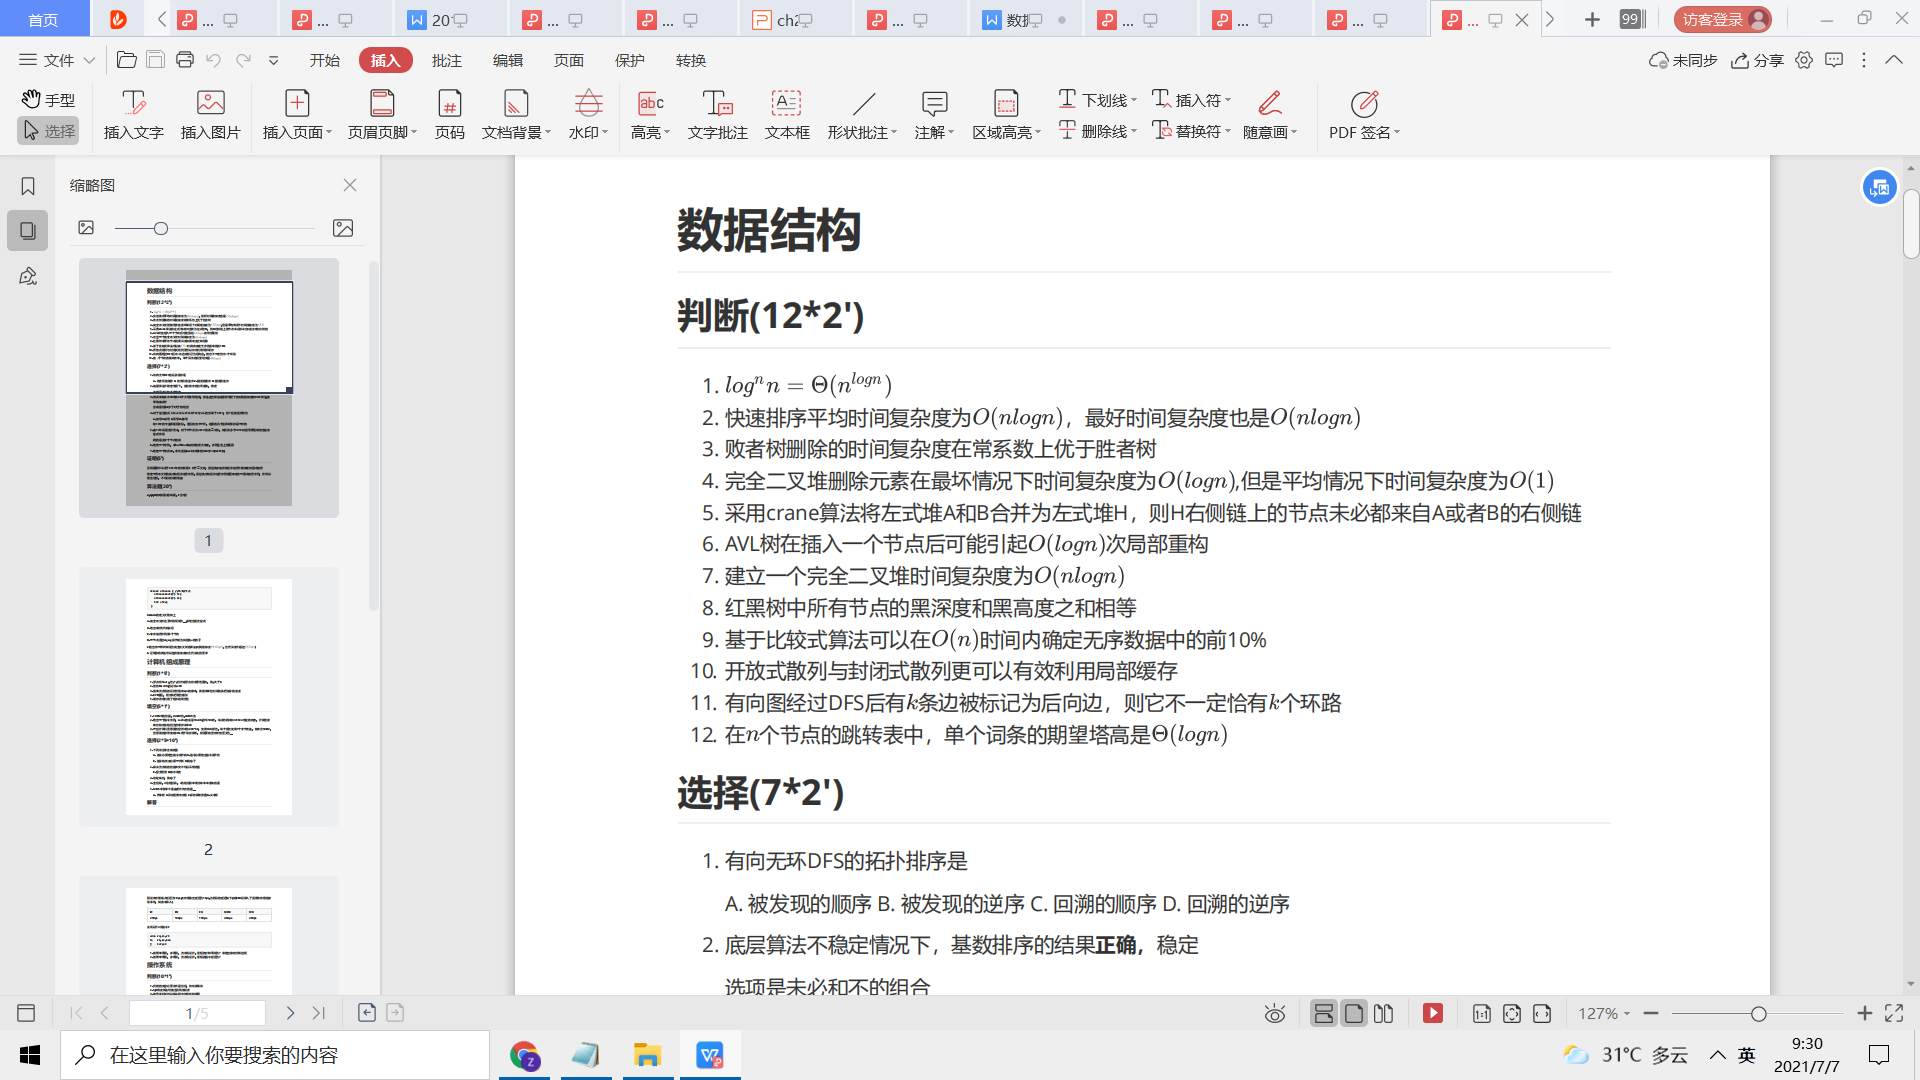 首页
20
ch2
数据
99
访客登录
文件
开始
插入
批注
编辑
页面
保护
转换
未同步
分享
手型
选择
插入文字
插入图片
插入页面
页眉页脚
页码
文档背景
水印
高亮
文字批注
文本框
形状批注
注解
区域高亮
下划线
删除线
插入符
替换符
随意画
PDF 签名
缩略图
1
2
数据结构
判断(12*2')
1. logⁿn = Θ(n^{logn})
2. 快速排序平均时间复杂度为O(nlogn)，最好时间复杂度也是O(nlogn)
3. 败者树删除的时间复杂度在常系数上优于胜者树
4. 完全二叉堆删除元素在最坏情况下时间复杂度为O(logn),但是平均情况下时间复杂度为O(1)
5. 采用crane算法将左式堆A和B合并为左式堆H，则H右侧链上的节点未必都来自A或者B的右侧链
6. AVL树在插入一个节点后可能引起O(logn)次局部重构
7. 建立一个完全二叉堆时间复杂度为O(nlogn)
8. 红黑树中所有节点的黑深度和黑高度之和相等
9. 基于比较式算法可以在O(n)时间内确定无序数据中的前10%
10. 开放式散列与封闭式散列更可以有效利用局部缓存
11. 有向图经过DFS后有k条边被标记为后向边，则它不一定恰有k个环路
12. 在n个节点的跳转表中，单个词条的期望塔高是Θ(logn)
选择(7*2')
1. 有向无环DFS的拓扑排序是
A. 被发现的顺序 B. 被发现的逆序 C. 回溯的顺序 D. 回溯的逆序
2. 底层算法不稳定情况下，基数排序的结果正确，稳定
选项是未必和不的组合
1/5
127%
在这里输入你要搜索的内容
31°C 多云
英
9:30
2021/7/7